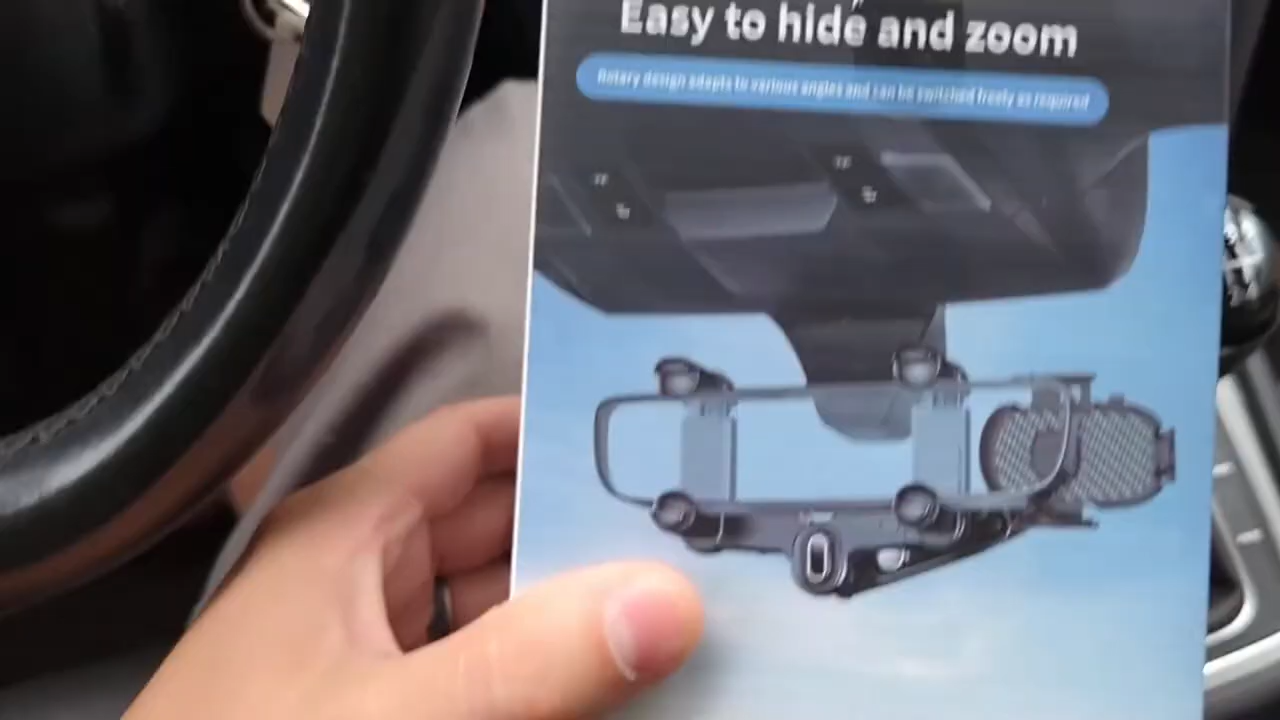 Easy to hide and zoom
Rotary design adapts to various angles and can be switched freely as required